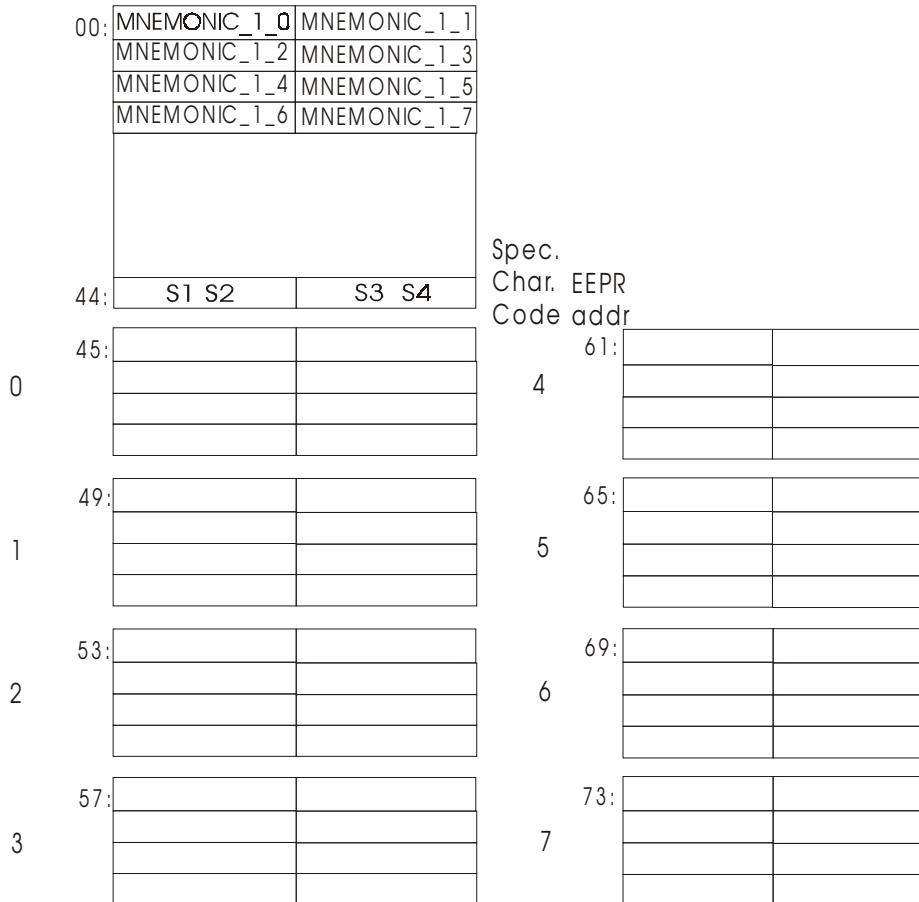 00: MNEMONIC_1_0 MNEMONIC_1_1
MNEMONIC_1_2 MNEMONIC_1_3
MNEMONIC_1_4 MNEMONIC_1_5
MNEMONIC_1_6 MNEMONIC_1_7
44: S1 S2 S3 S4
Spec.
Char. EEPR
Code addr
45:
0
49:
1
53:
2
57:
3
61:
4
65:
5
69:
6
73:
7